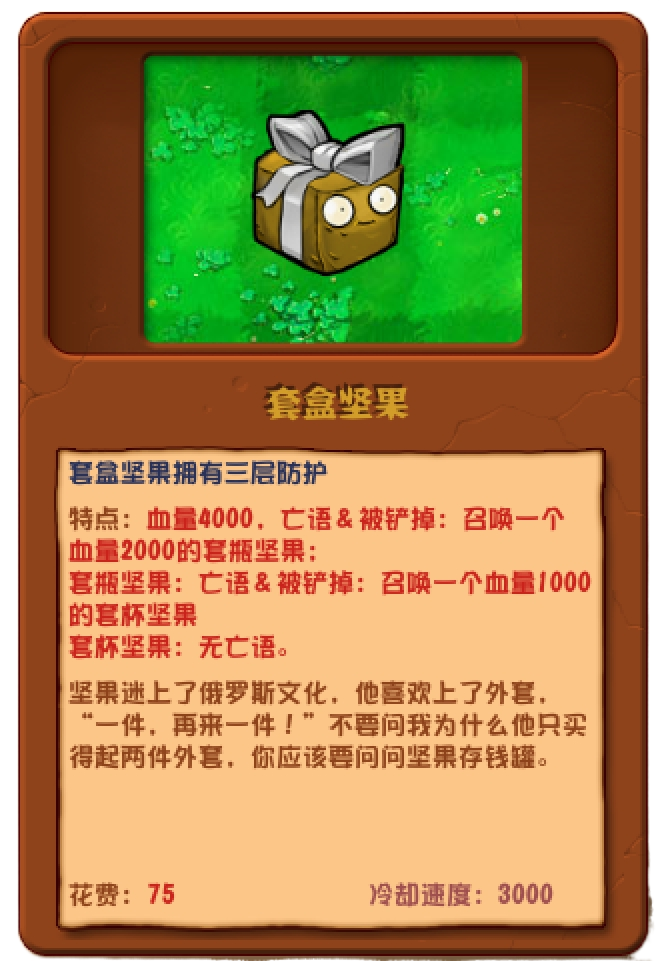 套盒坚果
套盒坚果拥有三层防护
特点：血量4000，亡语＆被铲掉：召唤一个
血量2000的套瓶坚果；
套瓶坚果：亡语＆被铲掉：召唤一个血量1000
的套杯坚果
套杯坚果：无亡语。
坚果迷上了俄罗斯文化，他喜欢上了外套，
“一件，再来一件！”不要问我为什么他只买
得起两件外套，你应该要问问坚果存钱罐。
花费：75
冷却速度：3000